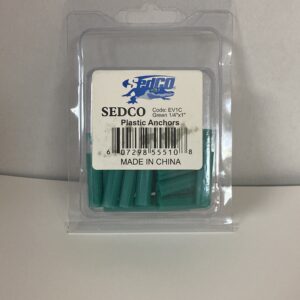 SEDCO
SEDCO Code: EV1C
Green 1/4"x1"
Plastic Anchors
6 07298 55510 8
MADE IN CHINA